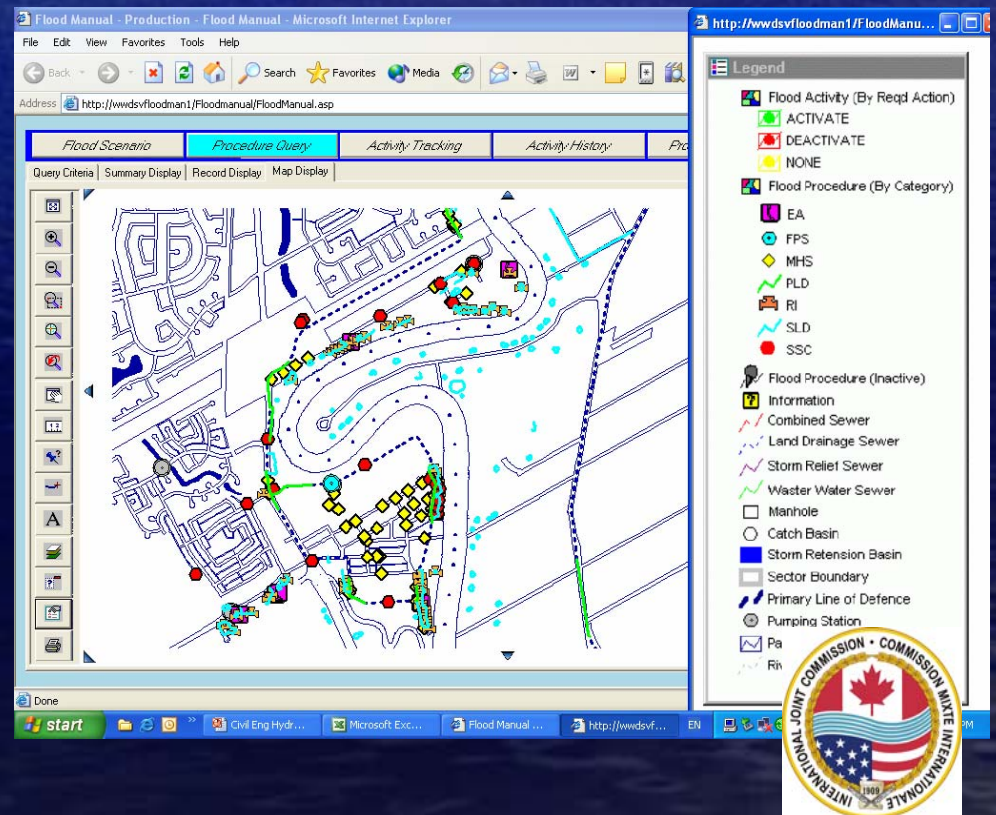 Flood Manual - Production - Flood Manual - Microsoft Internet Explorer
File Edit View Favorites Tools Help
Back Search Favorites Media
Address http://wwdsvfloodman1/Floodmanual/FloodManual.asp
Flood Scenario Procedure Query Activity Tracking Activity History
Query Criteria Summary Display Record Display Map Display
http://wwdsvfloodman1/FloodManu...
Legend
Flood Activity (By Reqd Action)
ACTIVATE
DEACTIVATE
NONE
Flood Procedure (By Category)
EA
FPS
MHS
PLD
RI
SLD
SSC
Flood Procedure (Inactive)
Information
Combined Sewer
Land Drainage Sewer
Storm Relief Sewer
Waster Water Sewer
Manhole
Catch Basin
Storm Retension Basin
Sector Boundary
Primary Line of Defence
Pumping Station
Done
start Civil Eng Hydr... Microsoft Exc... Flood Manual ... http://wwdsvf... EN
INTERNATIONAL JOINT COMMISSION • COMMISSION MIXTE INTERNATIONALE
1909